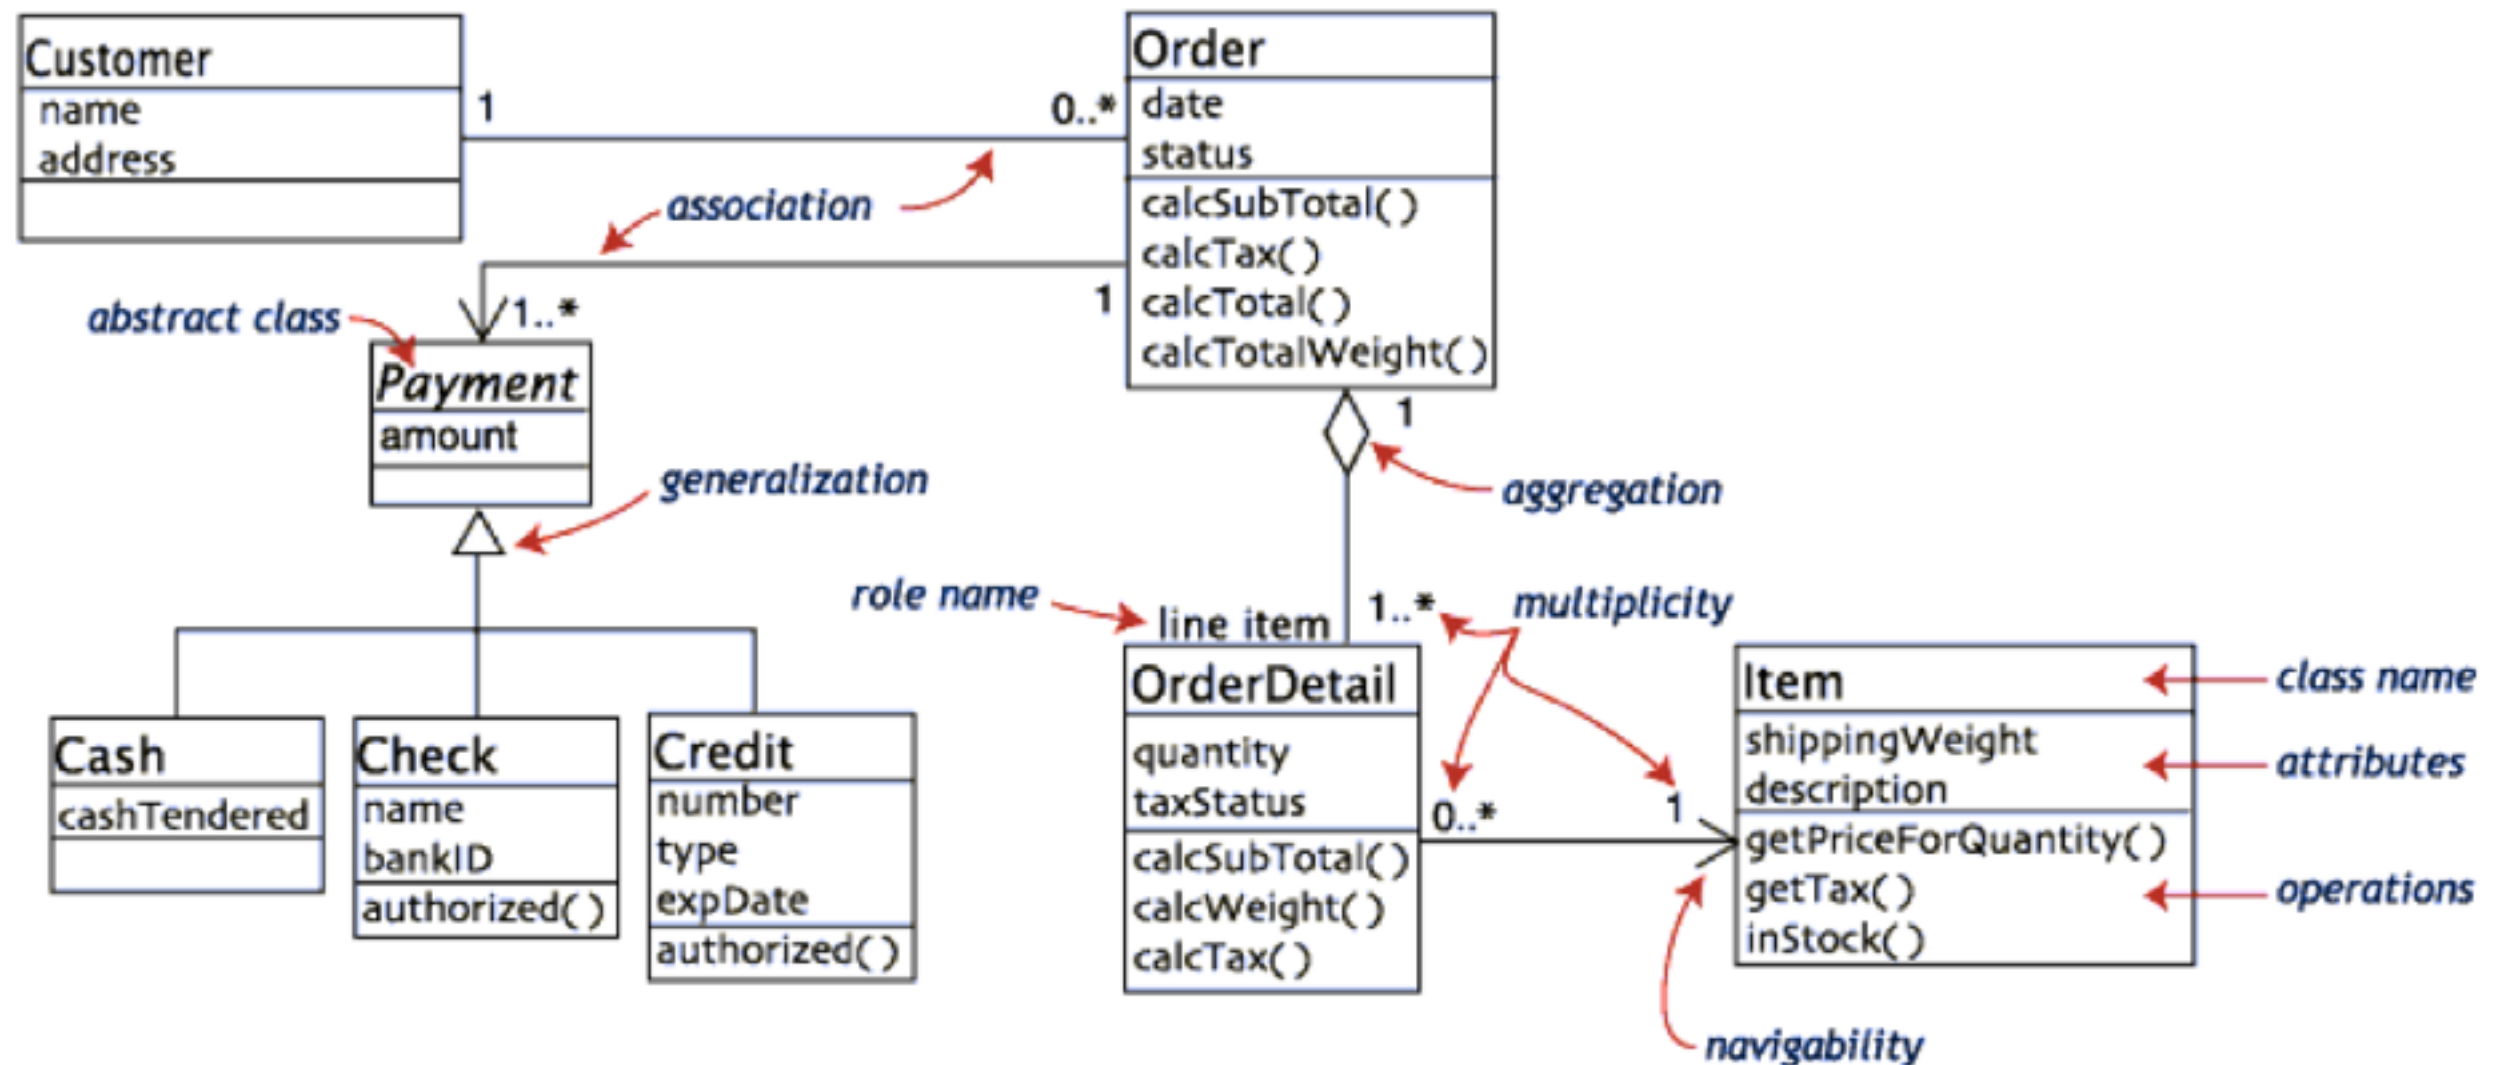 Customer
name
address
1
0..*
Order
date
status
calcSubTotal()
calcTax()
calcTotal()
calcTotalWeight()
association
1
1..*
abstract class
Payment
amount
generalization
1
aggregation
role name
line item
1..*
multiplicity
Cash
cashTendered
Check
name
bankID
authorized()
Credit
number
type
expDate
authorized()
OrderDetail
quantity
taxStatus
calcSubTotal()
calcWeight()
calcTax()
0..*
1
Item
shippingWeight
description
getPriceForQuantity()
getTax()
inStock()
class name
attributes
operations
navigability